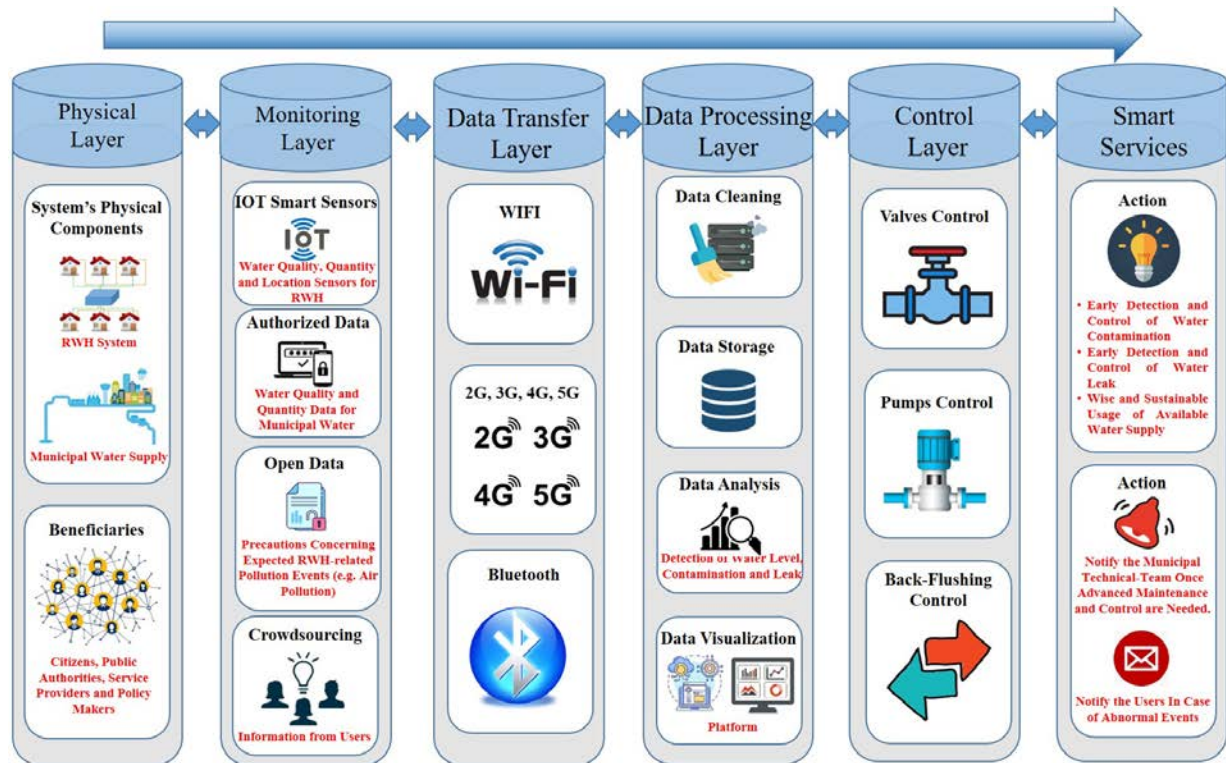 Physical
Layer
System's Physical
Components
RWH System
Municipal Water Supply
Beneficiaries
Citizens, Public
Authorities, Service
Providers and Policy
Makers
Monitoring
Layer
IOT Smart Sensors
IoT
Water Quality, Quantity
and Location Sensors for
RWH
Authorized Data
Water Quality and
Quantity Data for
Municipal Water
Open Data
Precautions Concerning
Expected RWH-related
Pollution Events (e.g. Air
Pollution)
Crowdsourcing
Information from Users
Data Transfer
Layer
WIFI
Wi-Fi
2G, 3G, 4G, 5G
2G 3G
4G 5G
Bluetooth
Data Processing
Layer
Data Cleaning
Data Storage
Data Analysis
Detection of Water Level,
Contamination and Leak
Data Visualization
Platform
Control
Layer
Valves Control
Pumps Control
Back-Flushing
Control
Smart
Services
Action
• Early Detection and
Control of Water
Contamination
• Early Detection and
Control of Water
Leak
• Wise and Sustainable
Usage of Available
Water Supply
Action
Notify the Municipal
Technical-Team Once
Advanced Maintenance
and Control are Needed.
Notify the Users In Case
of Abnormal Events